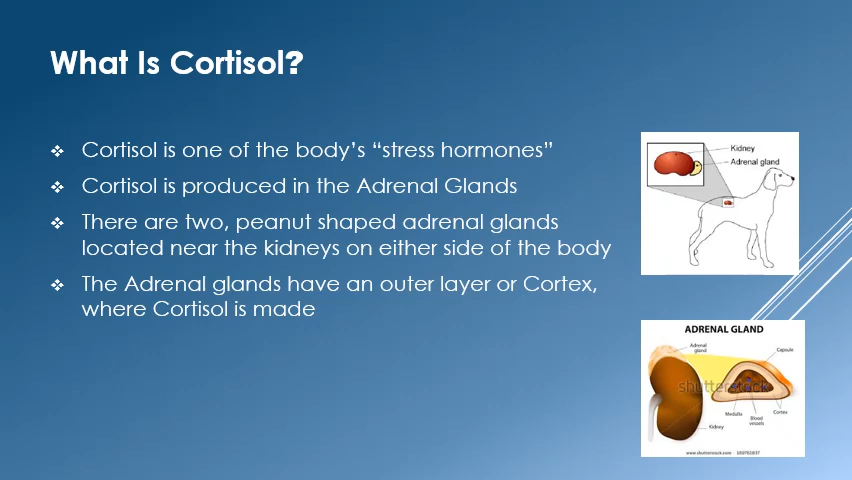 What Is Cortisol?
❖ Cortisol is one of the body’s “stress hormones”
❖ Cortisol is produced in the Adrenal Glands
❖ There are two, peanut shaped adrenal glands
located near the kidneys on either side of the body
❖ The Adrenal glands have an outer layer or Cortex,
where Cortisol is made
Kidney
Adrenal gland
ADRENAL GLAND
Adrenal
gland
Capsule
shutterstock
Medulla
Blood
vessels
Cortex
Kidney
www.shutterstock.com